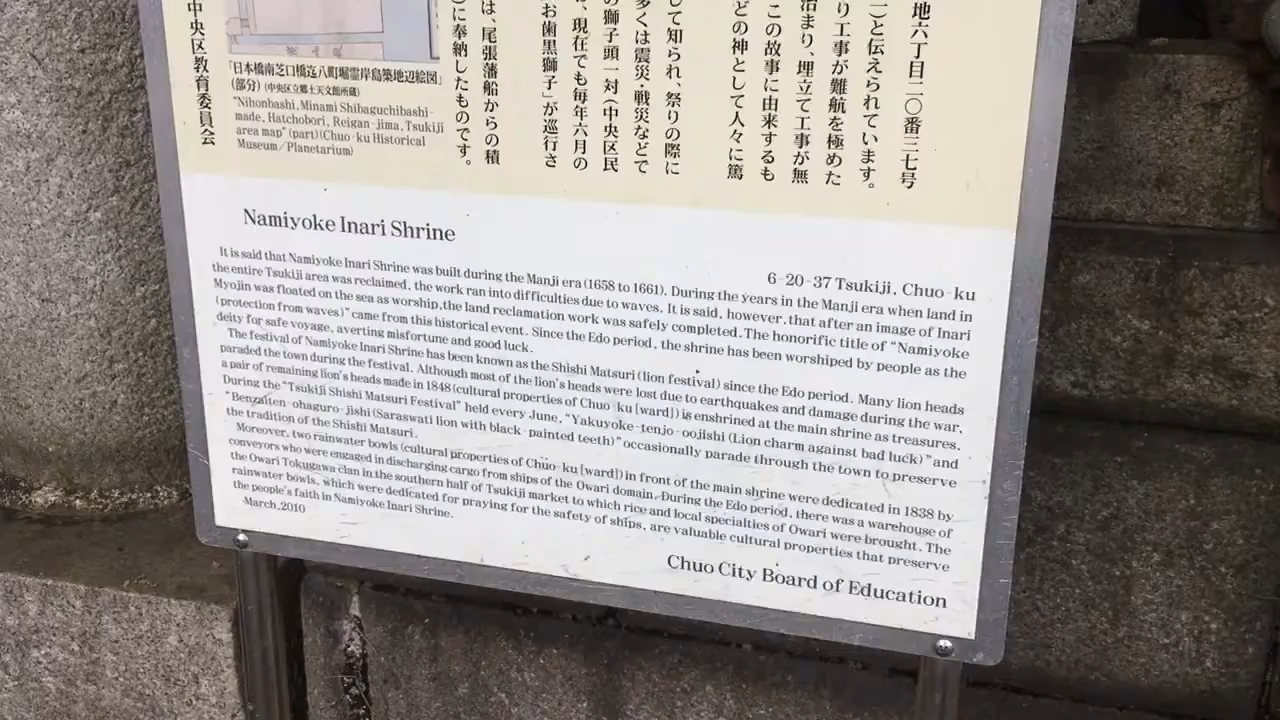 地六丁目二〇番三七号
一)と伝えられています。
り工事が難航を極めた
治まり、埋立て工事が無
この故事に由来するも
どの神として人々に篤
して知られ、祭りの際に
多くは震災・戦災などで
の獅子頭一対(中央区民
、現在でも毎年六月の
お歯黒獅子」が巡行さ
は、尾張藩船からの積
)に奉納したものです。
「日本橋南芝口橋迄八町堀霊岸島築地辺絵図」
(部分)(中央区立郷土天文館所蔵)
"Nihonbashi, Minami Shibaguchibashi-
made, Hatchobori, Reigan-jima, Tsukiji
area map" (part) (Chuo-ku Historical
Museum/Planetarium)
中央区教育委員会
Namiyoke Inari Shrine
6-20-37 Tsukiji, Chuo-ku
It is said that Namiyoke Inari Shrine was built during the Manji era (1658 to 1661). During the years in the Manji era when land in
the entire Tsukiji area was reclaimed, the work ran into difficulties due to waves. It is said, however, that after an image of Inari
Myojin was floated on the sea as worship, the land reclamation work was safely completed. The honorific title of "Namiyoke
(protection from waves)" came from this historical event. Since the Edo period, the shrine has been worshiped by people as the
deity for safe voyage, averting misfortune and good luck.
The festival of Namiyoke Inari Shrine has been known as the Shishi Matsuri (lion festival) since the Edo period. Many lion heads
paraded the town during the festival. Although most of the lion's heads were lost due to earthquakes and damage during the war,
a pair of remaining lion's heads made in 1848 (cultural properties of Chuo-ku [ward]) is enshrined at the main shrine as treasures.
During the "Tsukiji Shishi Matsuri Festival" held every June, "Yakuyoke-tenjo-oojishi (Lion charm against bad luck)" and
"Benzaiten-ohaguro-jishi (Saraswati lion with black-painted teeth)" occasionally parade through the town to preserve
the tradition of the Shishi Matsuri.
Moreover, two rainwater bowls (cultural properties of Chuo-ku [ward]) in front of the main shrine were dedicated in 1838 by
conveyors who were engaged in discharging cargo from ships of the Owari domain. During the Edo period, there was a warehouse of
the Owari Tokugawa clan in the southern half of Tsukiji market to which rice and local specialties of Owari were brought. The
rainwater bowls, which were dedicated for praying for the safety of ships, are valuable cultural properties that preserve
the people's faith in Namiyoke Inari Shrine.
March, 2010
Chuo City Board of Education